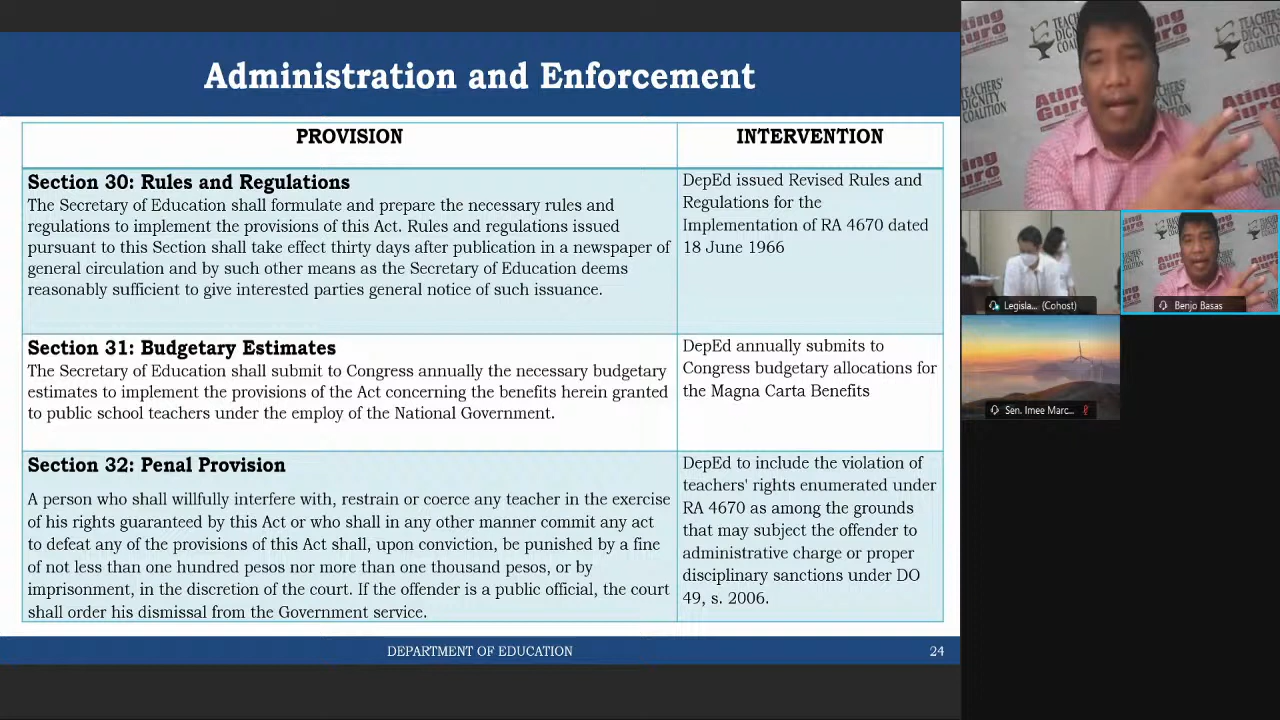 Administration and Enforcement
PROVISION
INTERVENTION
Section 30: Rules and Regulations
The Secretary of Education shall formulate and prepare the necessary rules and
regulations to implement the provisions of this Act. Rules and regulations issued
pursuant to this Section shall take effect thirty days after publication in a newspaper of
general circulation and by such other means as the Secretary of Education deems
reasonably sufficient to give interested parties general notice of such issuance.
DepEd issued Revised Rules and
Regulations for the
Implementation of RA 4670 dated
18 June 1966
Section 31: Budgetary Estimates
The Secretary of Education shall submit to Congress annually the necessary budgetary
estimates to implement the provisions of the Act concerning the benefits herein granted
to public school teachers under the employ of the National Government.
DepEd annually submits to
Congress budgetary allocations for
the Magna Carta Benefits
Section 32: Penal Provision
A person who shall willfully interfere with, restrain or coerce any teacher in the exercise
of his rights guaranteed by this Act or who shall in any other manner commit any act
to defeat any of the provisions of this Act shall, upon conviction, be punished by a fine
of not less than one hundred pesos nor more than one thousand pesos, or by
imprisonment, in the discretion of the court. If the offender is a public official, the court
shall order his dismissal from the Government service.
DepEd to include the violation of
teachers' rights enumerated under
RA 4670 as among the grounds
that may subject the offender to
administrative charge or proper
disciplinary sanctions under DO
49, s. 2006.
DEPARTMENT OF EDUCATION
24
Guro
TEACHERS'
DIGNITY
COALITION
TEACHERS'
DIGNITY
COALITION
Ating
Guro
Ating
Guro
Legisla... (Cohost)
Benjo Basas
Sen. Imee Marc...